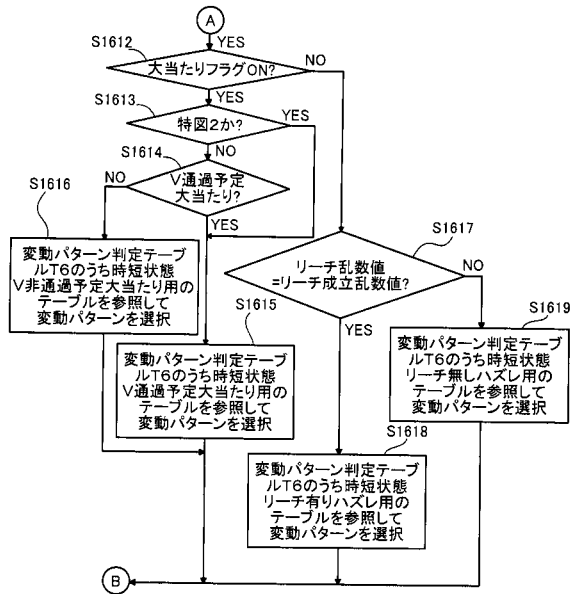 A
YES
S1612
大当たりフラグON?
NO
YES
S1613
特図2か?
YES
NO
S1614
V通過予定
大当たり?
NO
YES
S1616
変動パターン判定テーブ
ルT6のうち時短状態
V非通過予定大当たり用の
テーブルを参照して
変動パターンを選択
S1615
変動パターン判定テーブ
ルT6のうち時短状態
V通過予定大当たり用の
テーブルを参照して
変動パターンを選択
S1617
リーチ乱数値
=リーチ成立乱数値?
NO
YES
S1619
変動パターン判定テーブ
ルT6のうち時短状態
リーチ無しハズレ用の
テーブルを参照して
変動パターンを選択
S1618
変動パターン判定テーブ
ルT6のうち時短状態
リーチ有りハズレ用の
テーブルを参照して
変動パターンを選択
B